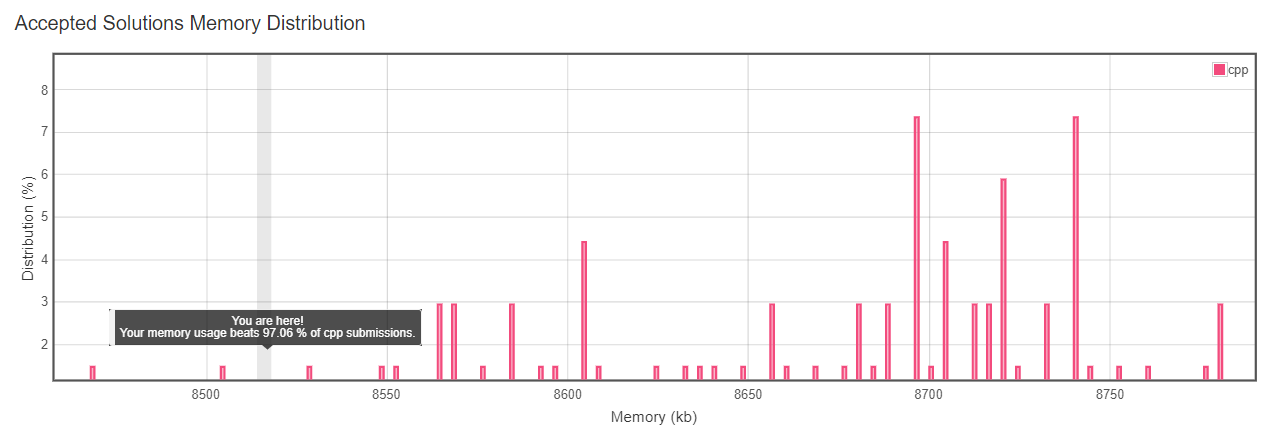 Accepted Solutions Memory Distribution
cpp
8
7
6
5
4
3
2
Distribution (%)
You are here!
Your memory usage beats 97.06 % of cpp submissions.
8500 8550 8600 8650 8700 8750
Memory (kb)